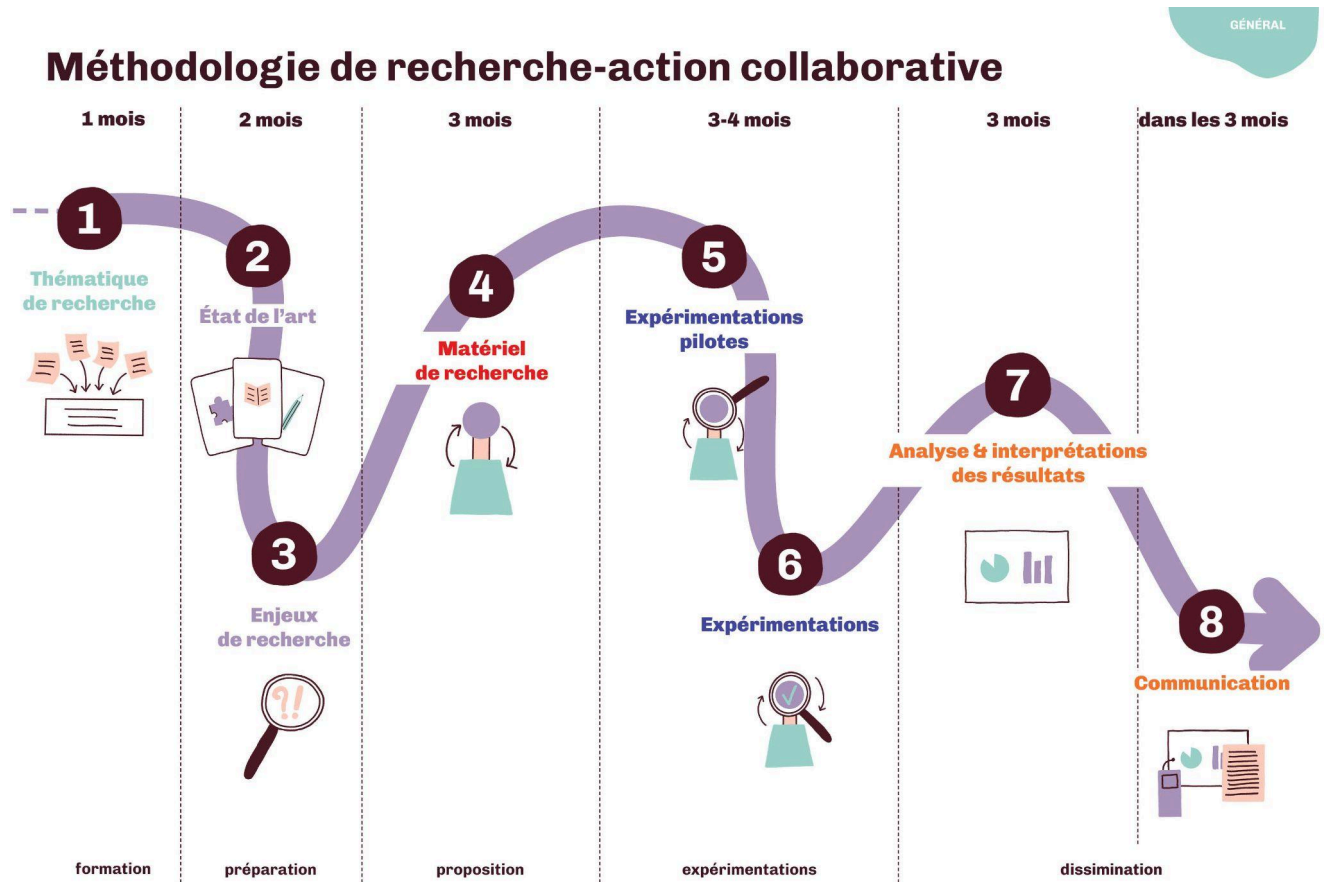 GÉNÉRAL
Méthodologie de recherche-action collaborative
1 mois
2 mois
3 mois
3-4 mois
3 mois
dans les 3 mois
1
Thématique
de recherche
2
État de l'art
3
Enjeux
de recherche
?!
4
Matériel
de recherche
5
Expérimentations
pilotes
6
Expérimentations
7
Analyse & interprétations
des résultats
8
Communication
formation
préparation
proposition
expérimentations
dissimination